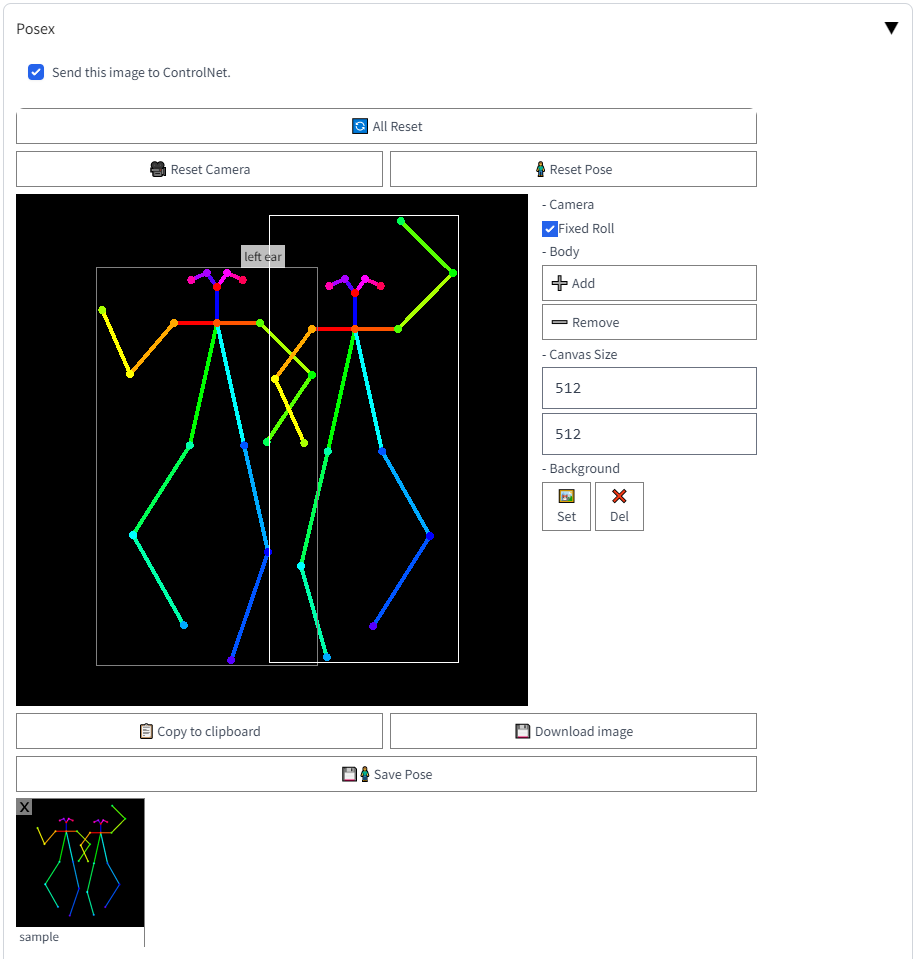 Posex
Send this image to ControlNet.
All Reset
Reset Camera
Reset Pose
- Camera
Fixed Roll
- Body
left ear
Add
Remove
- Canvas Size
512
512
- Background
Set
Del
Copy to clipboard
Download image
Save Pose
X
sample